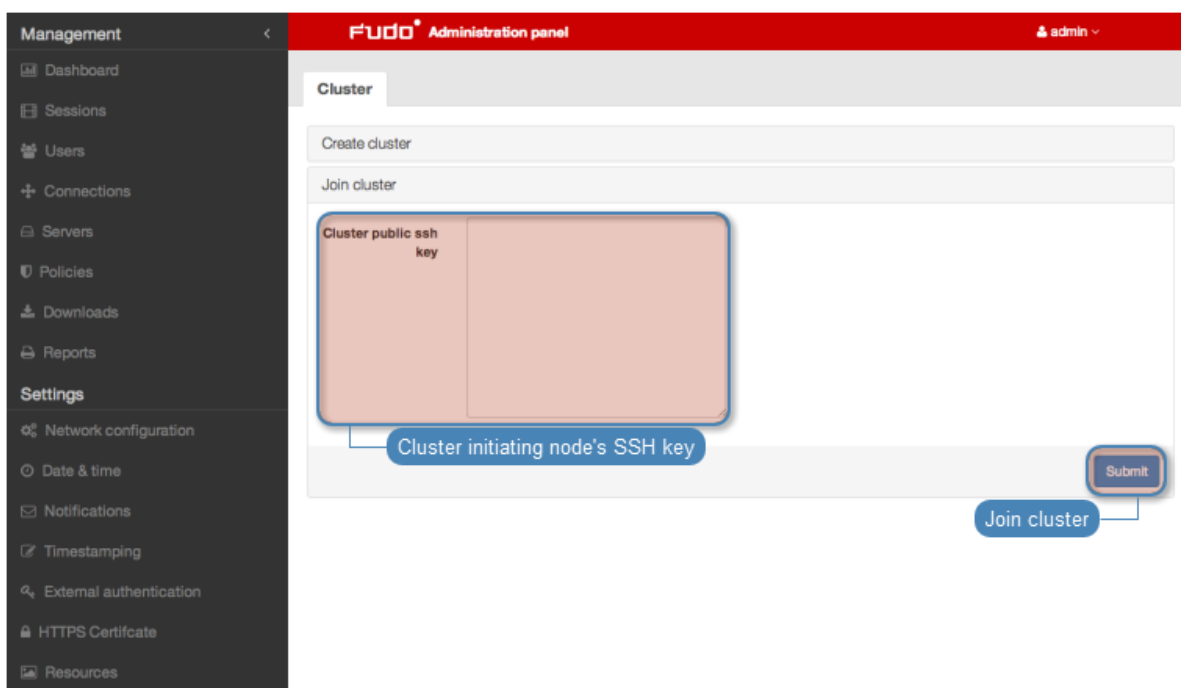 Management
FUDO Administration panel
admin
Dashboard
Sessions
Users
Connections
Servers
Policies
Downloads
Reports
Settings
Network configuration
Date & time
Notifications
Timestamping
External authentication
HTTPS Certifcate
Resources
Cluster
Create cluster
Join cluster
Cluster public ssh
key
Cluster initiating node's SSH key
Submit
Join cluster